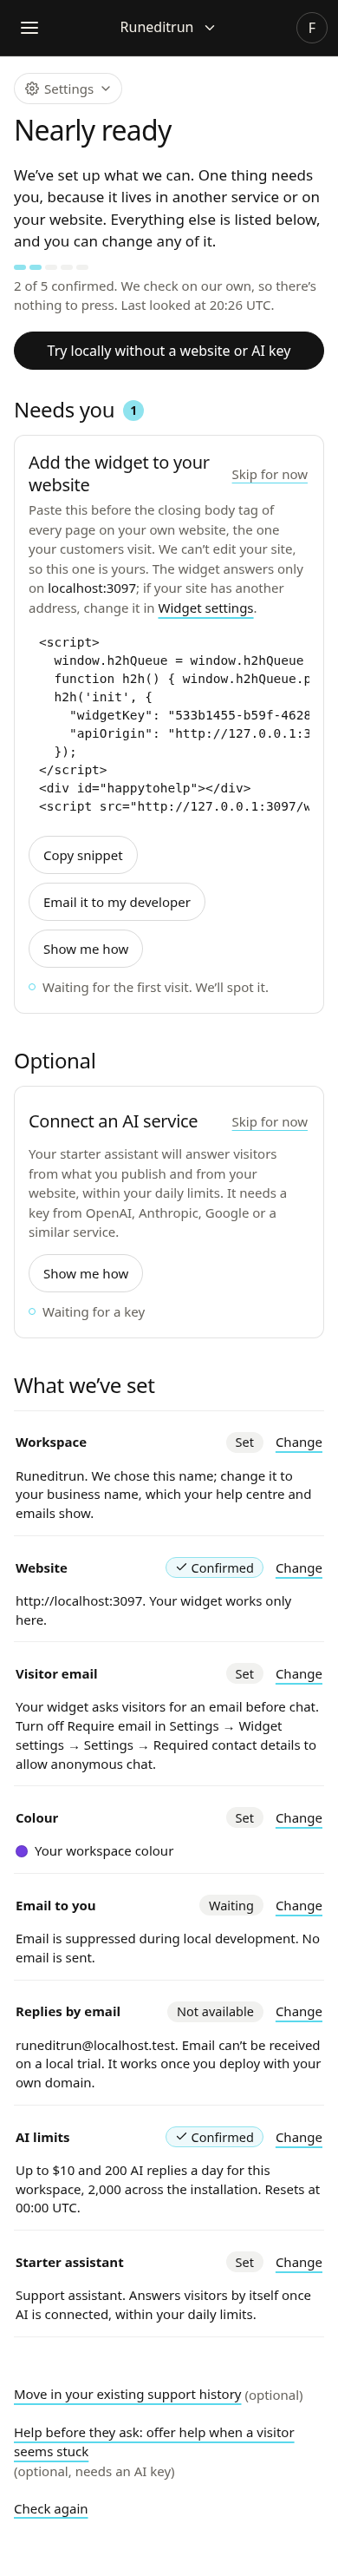 Runeditrun
F
Settings
Nearly ready
We’ve set up what we can. One thing needs
you, because it lives in another service or on
your website. Everything else is listed below,
and you can change any of it.
2 of 5 confirmed. We check on our own, so there’s
nothing to press. Last looked at 20:26 UTC.
Try locally without a website or AI key
Needs you 1
Add the widget to your
website
Skip for now
Paste this before the closing body tag of
every page on your own website, the one
your customers visit. We can’t edit your site,
so this one is yours. The widget answers only
on localhost:3097; if your site has another
address, change it in Widget settings.
<script>
window.h2hQueue = window.h2hQueue
function h2h() { window.h2hQueue.p
h2h('init', {
"widgetKey": "533b1455-b59f-4628
"apiOrigin": "http://127.0.0.1:3
});
</script>
<div id="happytohelp"></div>
<script src="http://127.0.0.1:3097/w
Copy snippet
Email it to my developer
Show me how
Waiting for the first visit. We’ll spot it.
Optional
Connect an AI service
Skip for now
Your starter assistant will answer visitors
from what you publish and from your
website, within your daily limits. It needs a
key from OpenAI, Anthropic, Google or a
similar service.
Show me how
Waiting for a key
What we’ve set
Workspace Set Change
Runeditrun. We chose this name; change it to
your business name, which your help centre and
emails show.
Website Confirmed Change
http://localhost:3097. Your widget works only
here.
Visitor email Set Change
Your widget asks visitors for an email before chat.
Turn off Require email in Settings → Widget
settings → Settings → Required contact details to
allow anonymous chat.
Colour Set Change
Your workspace colour
Email to you Waiting Change
Email is suppressed during local development. No
email is sent.
Replies by email Not available Change
runeditrun@localhost.test. Email can’t be received
on a local trial. It works once you deploy with your
own domain.
AI limits Confirmed Change
Up to $10 and 200 AI replies a day for this
workspace, 2,000 across the installation. Resets at
00:00 UTC.
Starter assistant Set Change
Support assistant. Answers visitors by itself once
AI is connected, within your daily limits.
Move in your existing support history (optional)
Help before they ask: offer help when a visitor
seems stuck
(optional, needs an AI key)
Check again